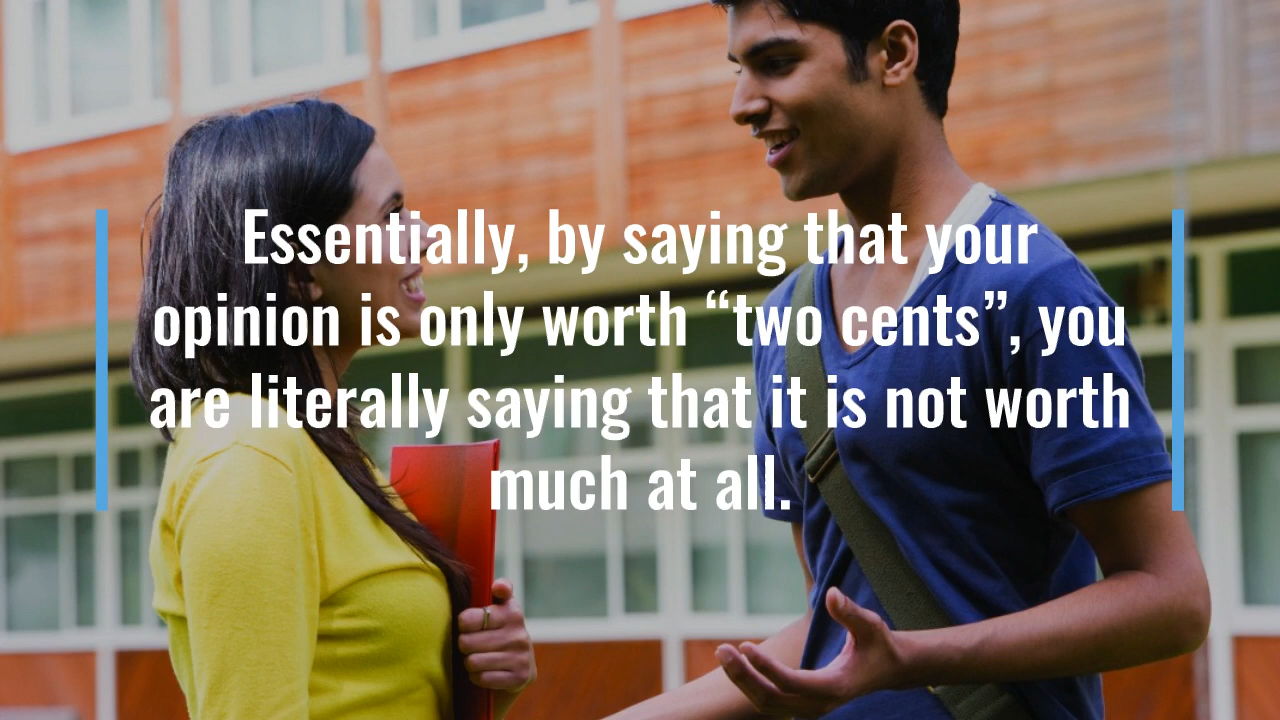 Essentially, by saying that your
opinion is only worth “two cents”, you
are literally saying that it is not worth
much at all.